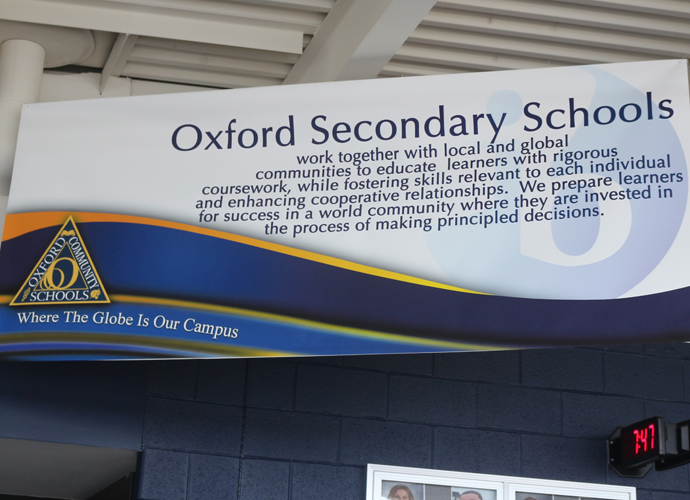 Oxford Secondary Schools
work together with local and global
communities to educate learners with rigorous
coursework, while fostering skills relevant to each individual
and enhancing cooperative relationships. We prepare learners
for success in a world community where they are invested in
the process of making principled decisions.
OXFORD COMMUNITY
SCHOOLS
Where The Globe Is Our Campus
7:47